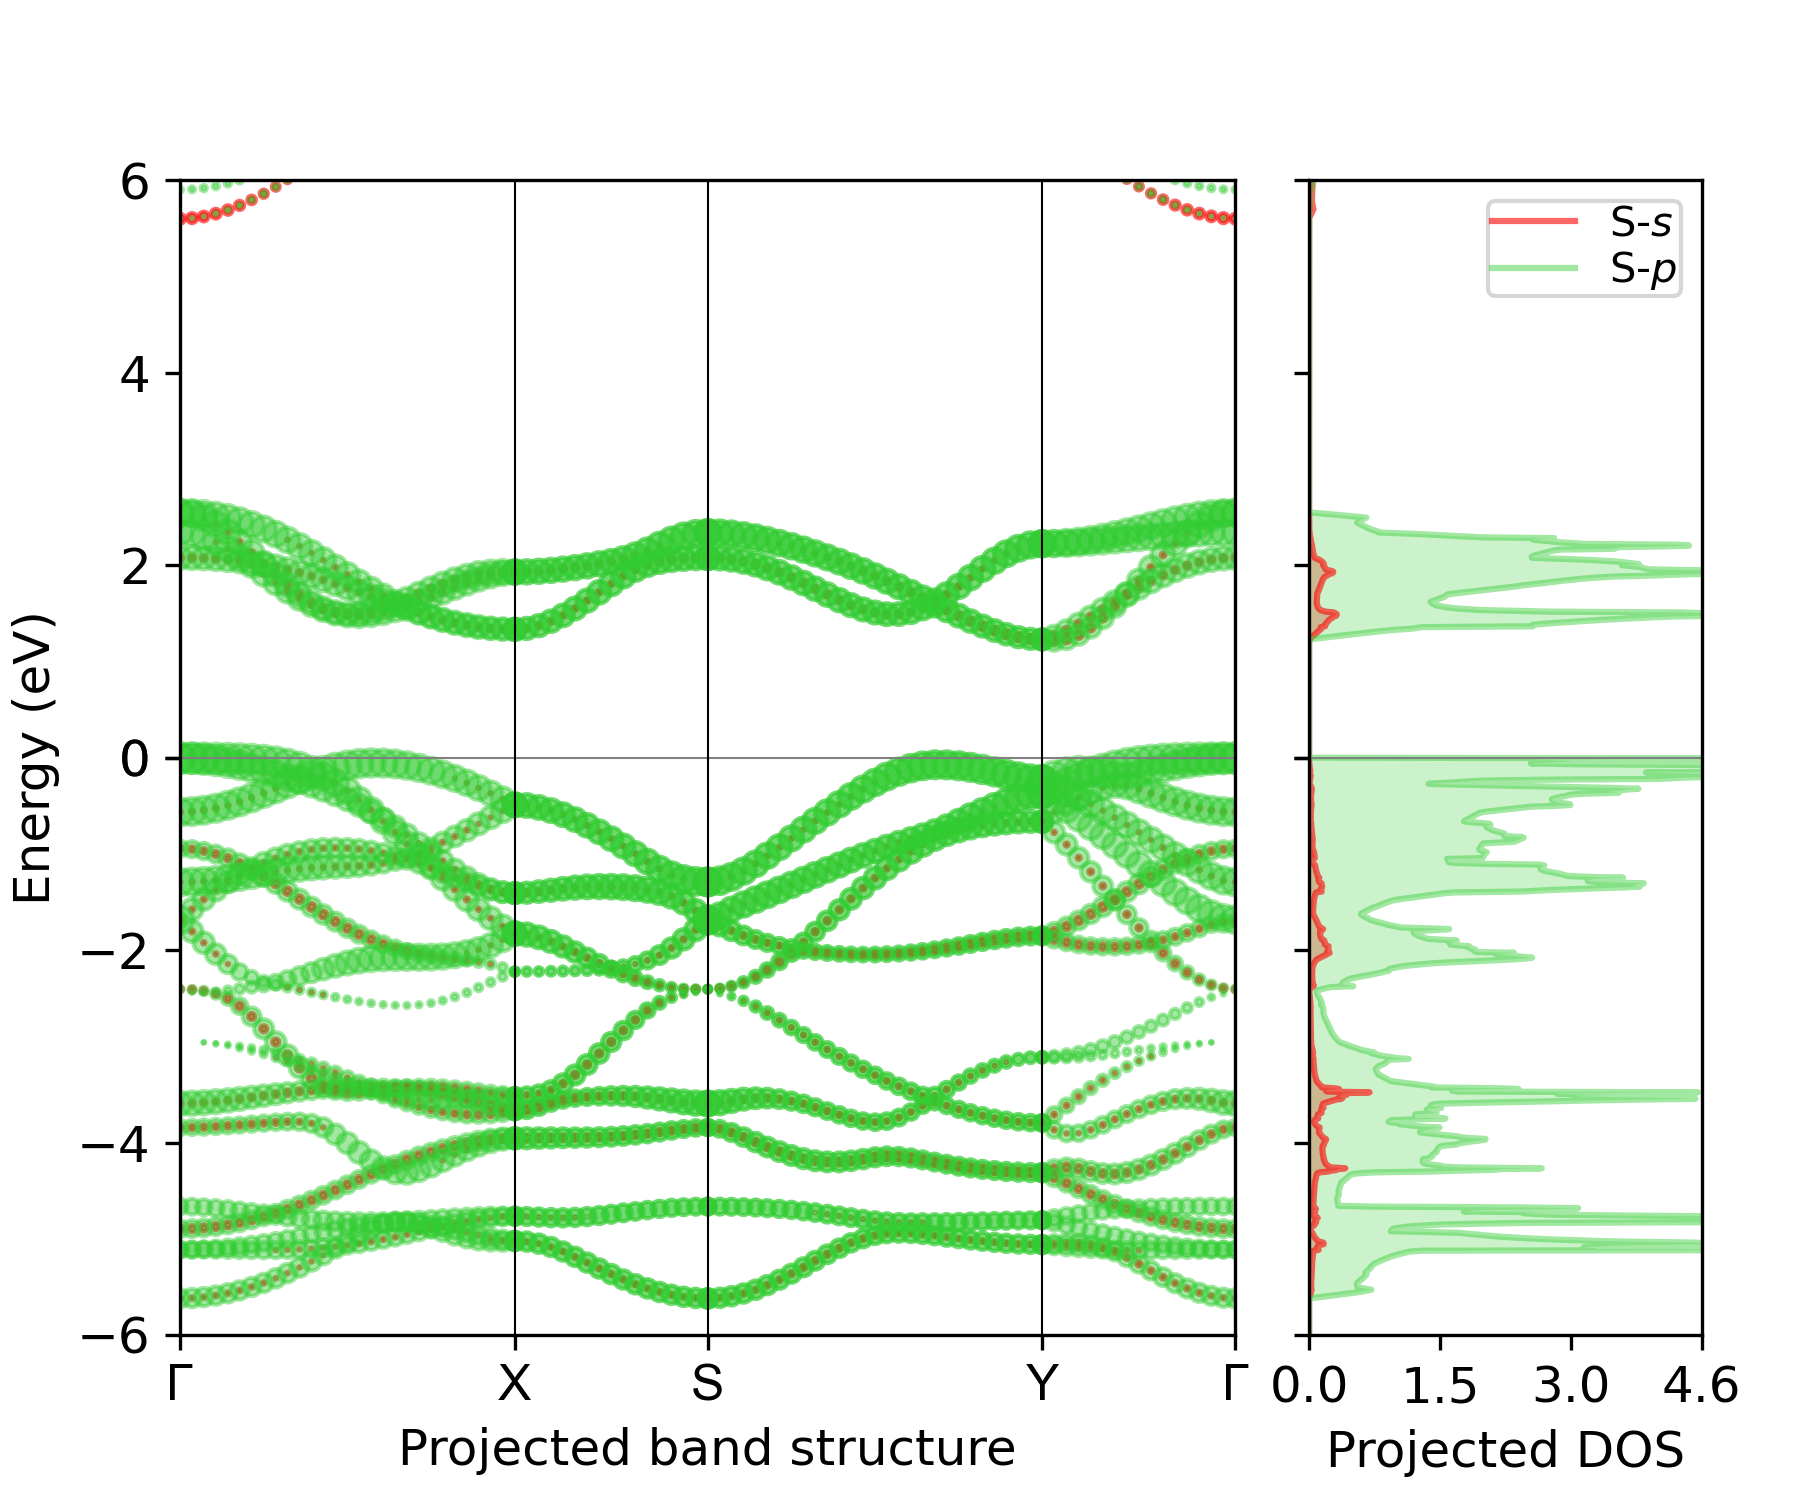 6
4
2
0
−2
−4
−6
Energy (eV)
Γ
X
S
Y
Γ
Projected band structure
S-s
S-p
0.0
1.5
3.0
4.6
Projected DOS